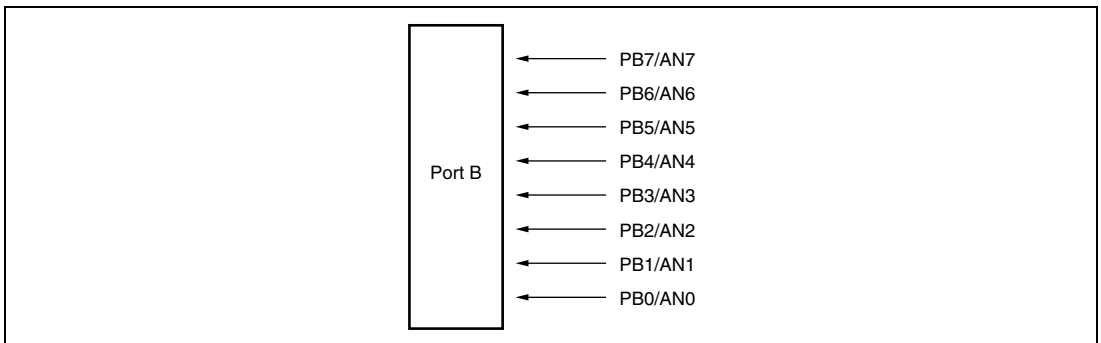 PB7/AN7
PB6/AN6
PB5/AN5
PB4/AN4
Port B
PB3/AN3
PB2/AN2
PB1/AN1
PB0/AN0